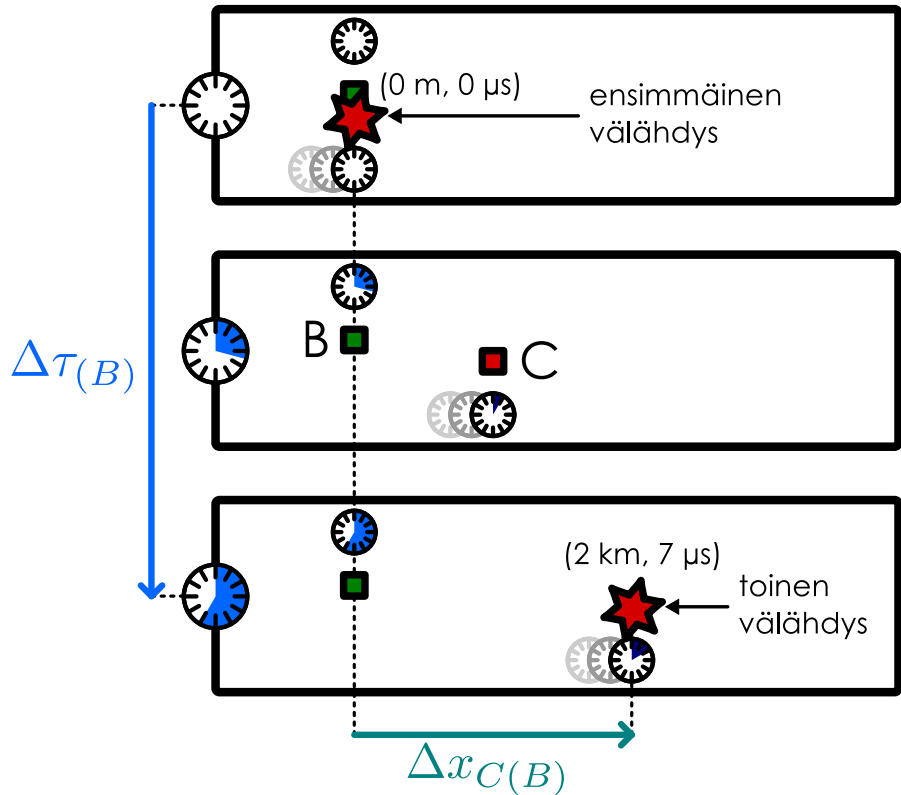 (0 m, 0 µs)
ensimmäinen
välähdys
B
C
Δτ(B)
(2 km, 7 µs)
toinen
välähdys
ΔxC(B)